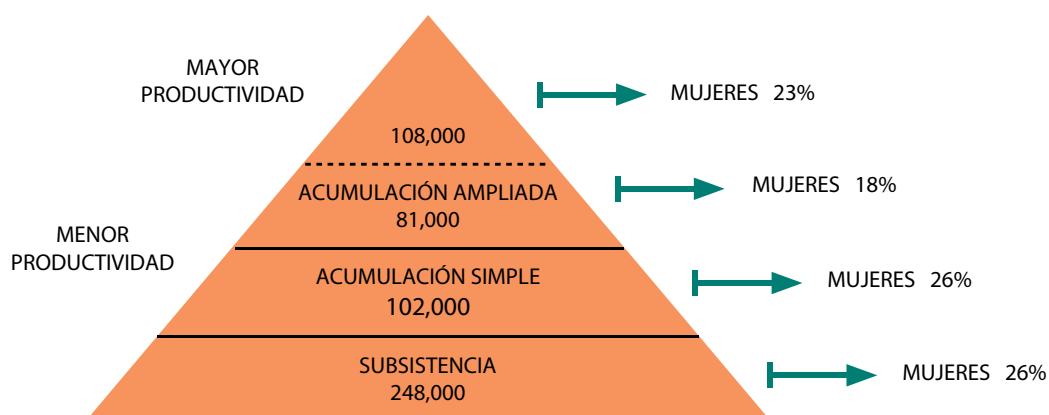 MAYOR
PRODUCTIVIDAD
MUJERES 23%
108,000
ACUMULACIÓN AMPLIADA
81,000
MUJERES 18%
MENOR
PRODUCTIVIDAD
ACUMULACIÓN SIMPLE
102,000
MUJERES 26%
SUBSISTENCIA
248,000
MUJERES 26%